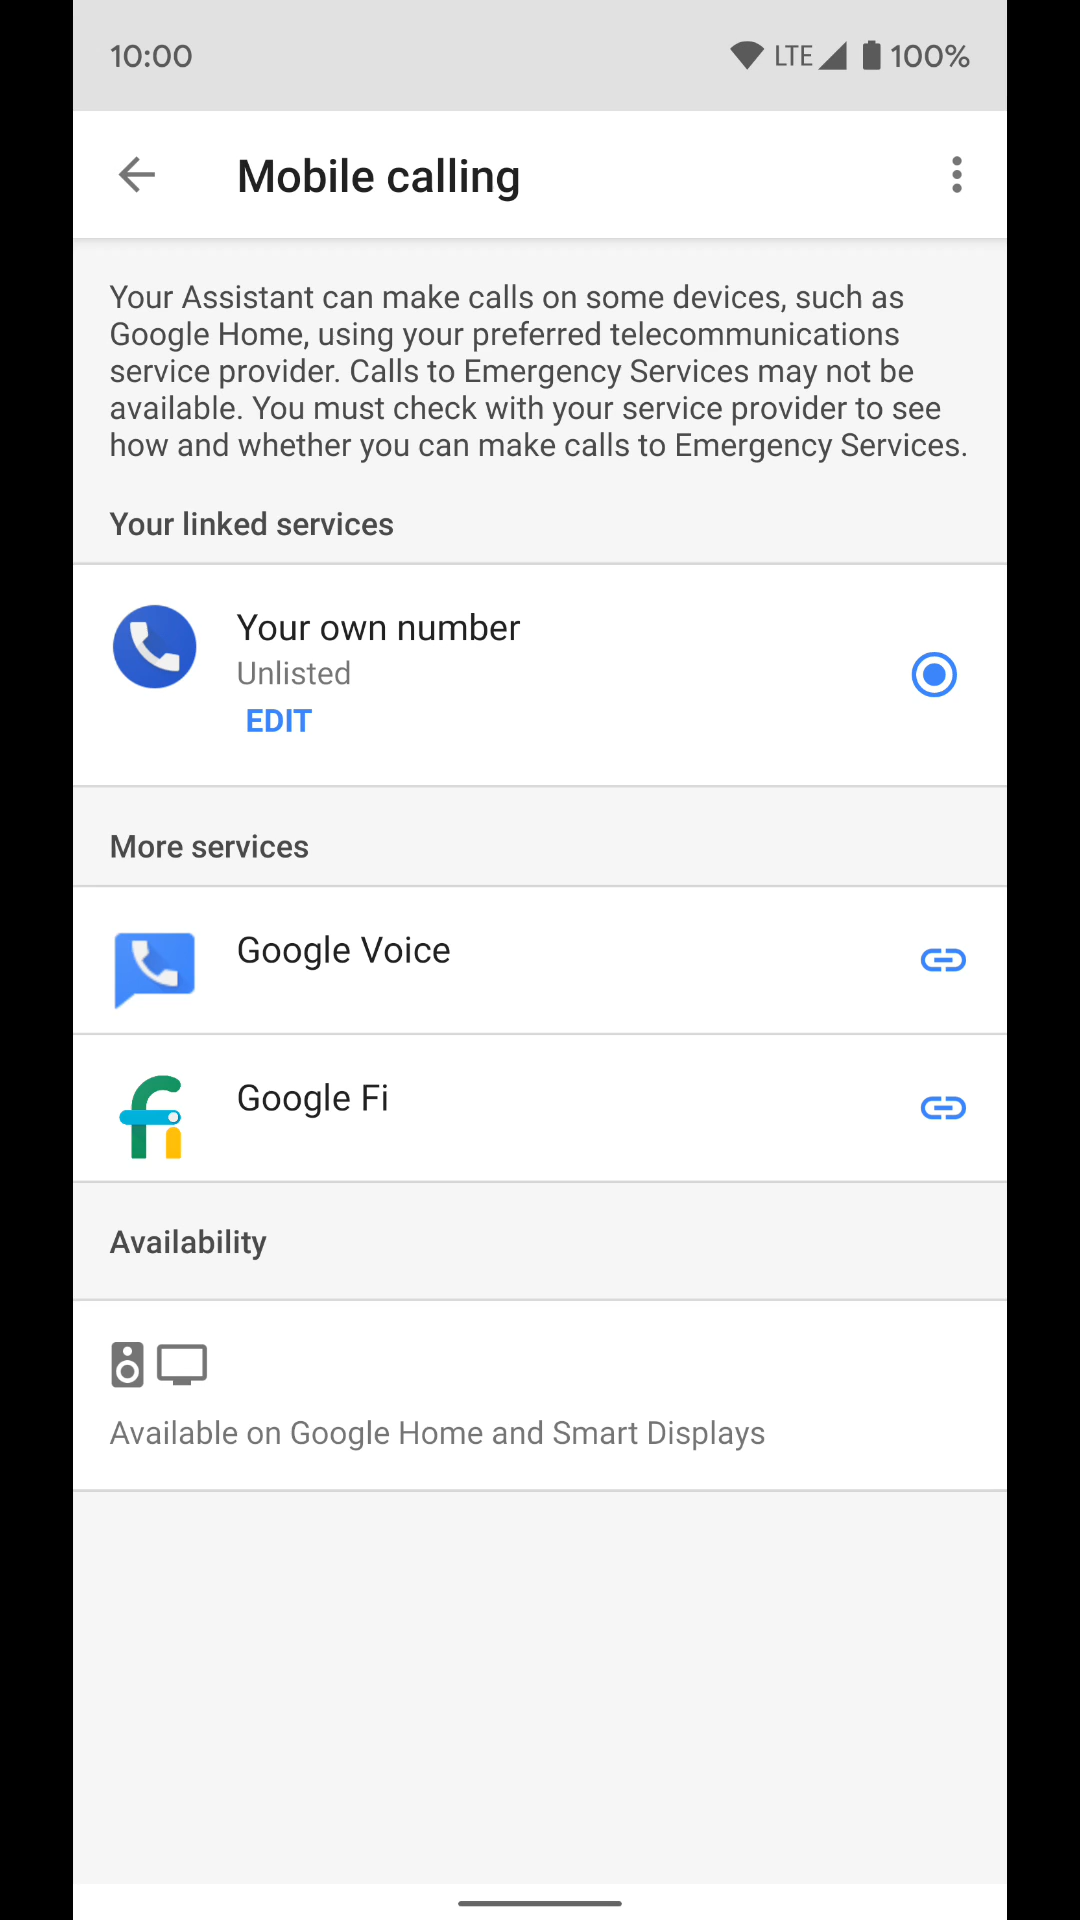 10:00 LTE 100%
Mobile calling
Your Assistant can make calls on some devices, such as
Google Home, using your preferred telecommunications
service provider. Calls to Emergency Services may not be
available. You must check with your service provider to see
how and whether you can make calls to Emergency Services.
Your linked services
Your own number
Unlisted
EDIT
More services
Google Voice
Google Fi
Availability
Available on Google Home and Smart Displays